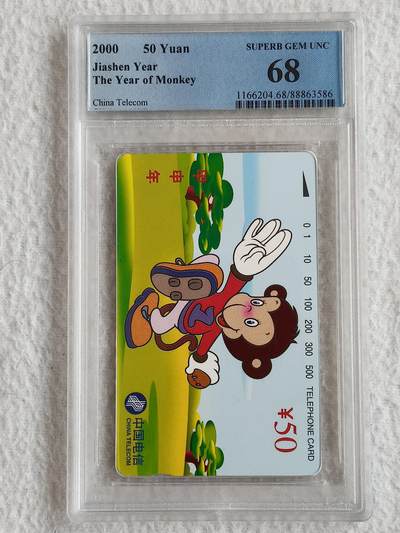 2000 50 Yuan
Jiashen Year
The Year of Monkey
China Telecom
SUPERB GEM UNC
68
1166204.68/88863586
甲申年
0 1 10 50 100 200 300 500 TELEPHONE CARD
¥50
中国电信
CHINA TELECOM